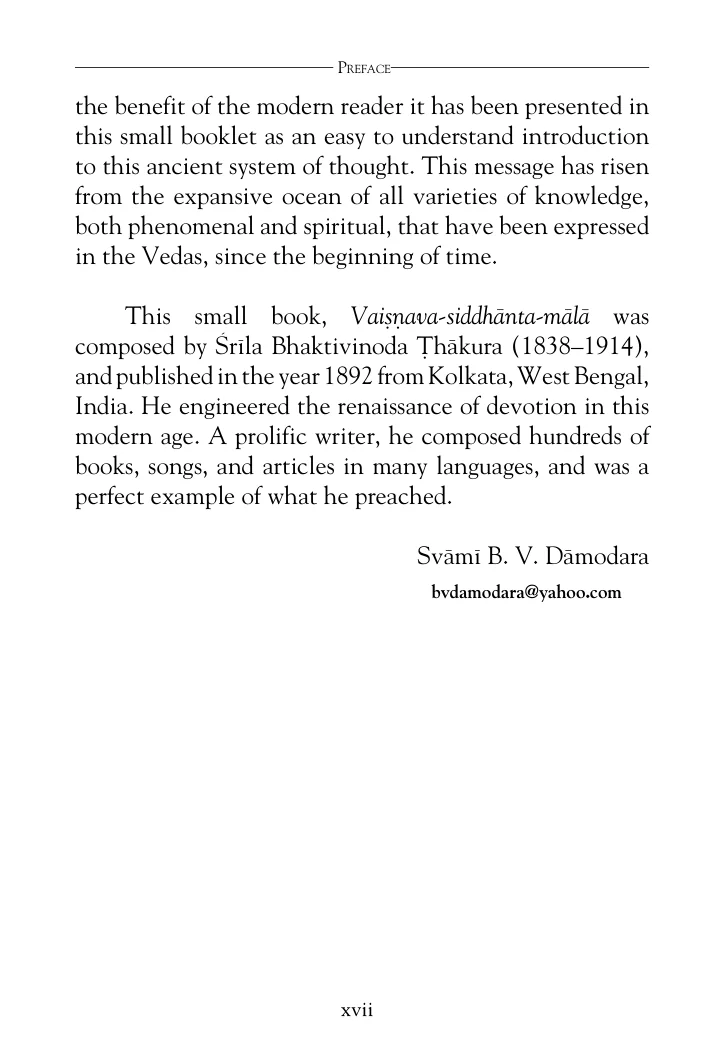 Preface
the benefit of the modern reader it has been presented in
this small booklet as an easy to understand introduction
to this ancient system of thought. This message has risen
from the expansive ocean of all varieties of knowledge,
both phenomenal and spiritual, that have been expressed
in the Vedas, since the beginning of time.
This small book, Vaiṣṇava-siddhānta-mālā was
composed by Śrīla Bhaktivinoda Ṭhākura (1838–1914),
and published in the year 1892 from Kolkata, West Bengal,
India. He engineered the renaissance of devotion in this
modern age. A prolific writer, he composed hundreds of
books, songs, and articles in many languages, and was a
perfect example of what he preached.
Svāmī B. V. Dāmodara
bvdamodara@yahoo.com
xvii